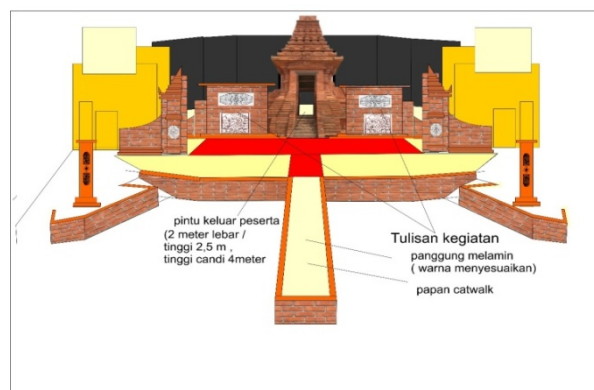 pintu keluar peserta
(2 meter lebar /
tinggi 2,5 m ,
tinggi candi 4meter
Tulisan kegiatan
panggung melamin
( warna menyesuaikan)
papan catwalk